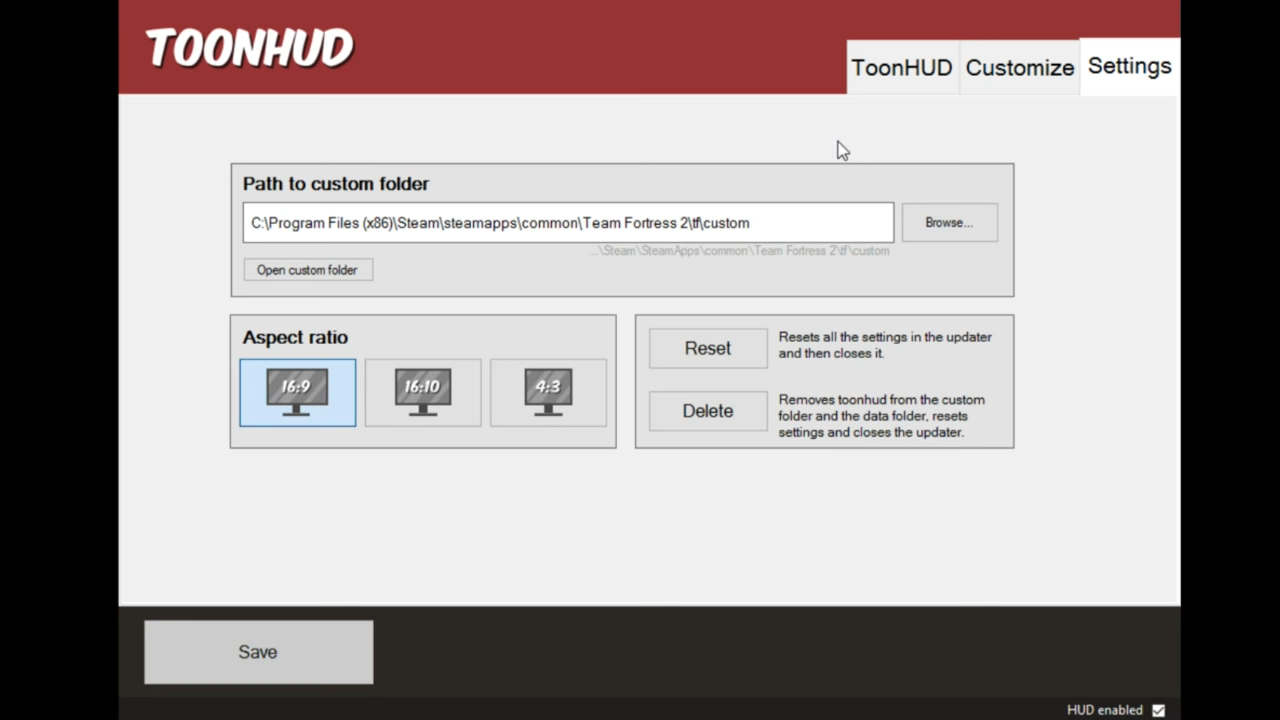 TOONHUD
ToonHUD
Customize
Settings
Path to custom folder
C:\Program Files (x86)\Steam\steamapps\common\Team Fortress 2\tf\custom
Browse...
...\Steam\SteamApps\common\Team Fortress 2\tf\custom
Open custom folder
Aspect ratio
16:9
16:10
4:3
Reset
Resets all the settings in the updater
and then closes it.
Delete
Removes toonhud from the custom
folder and the data folder, resets
settings and closes the updater.
Save
HUD enabled